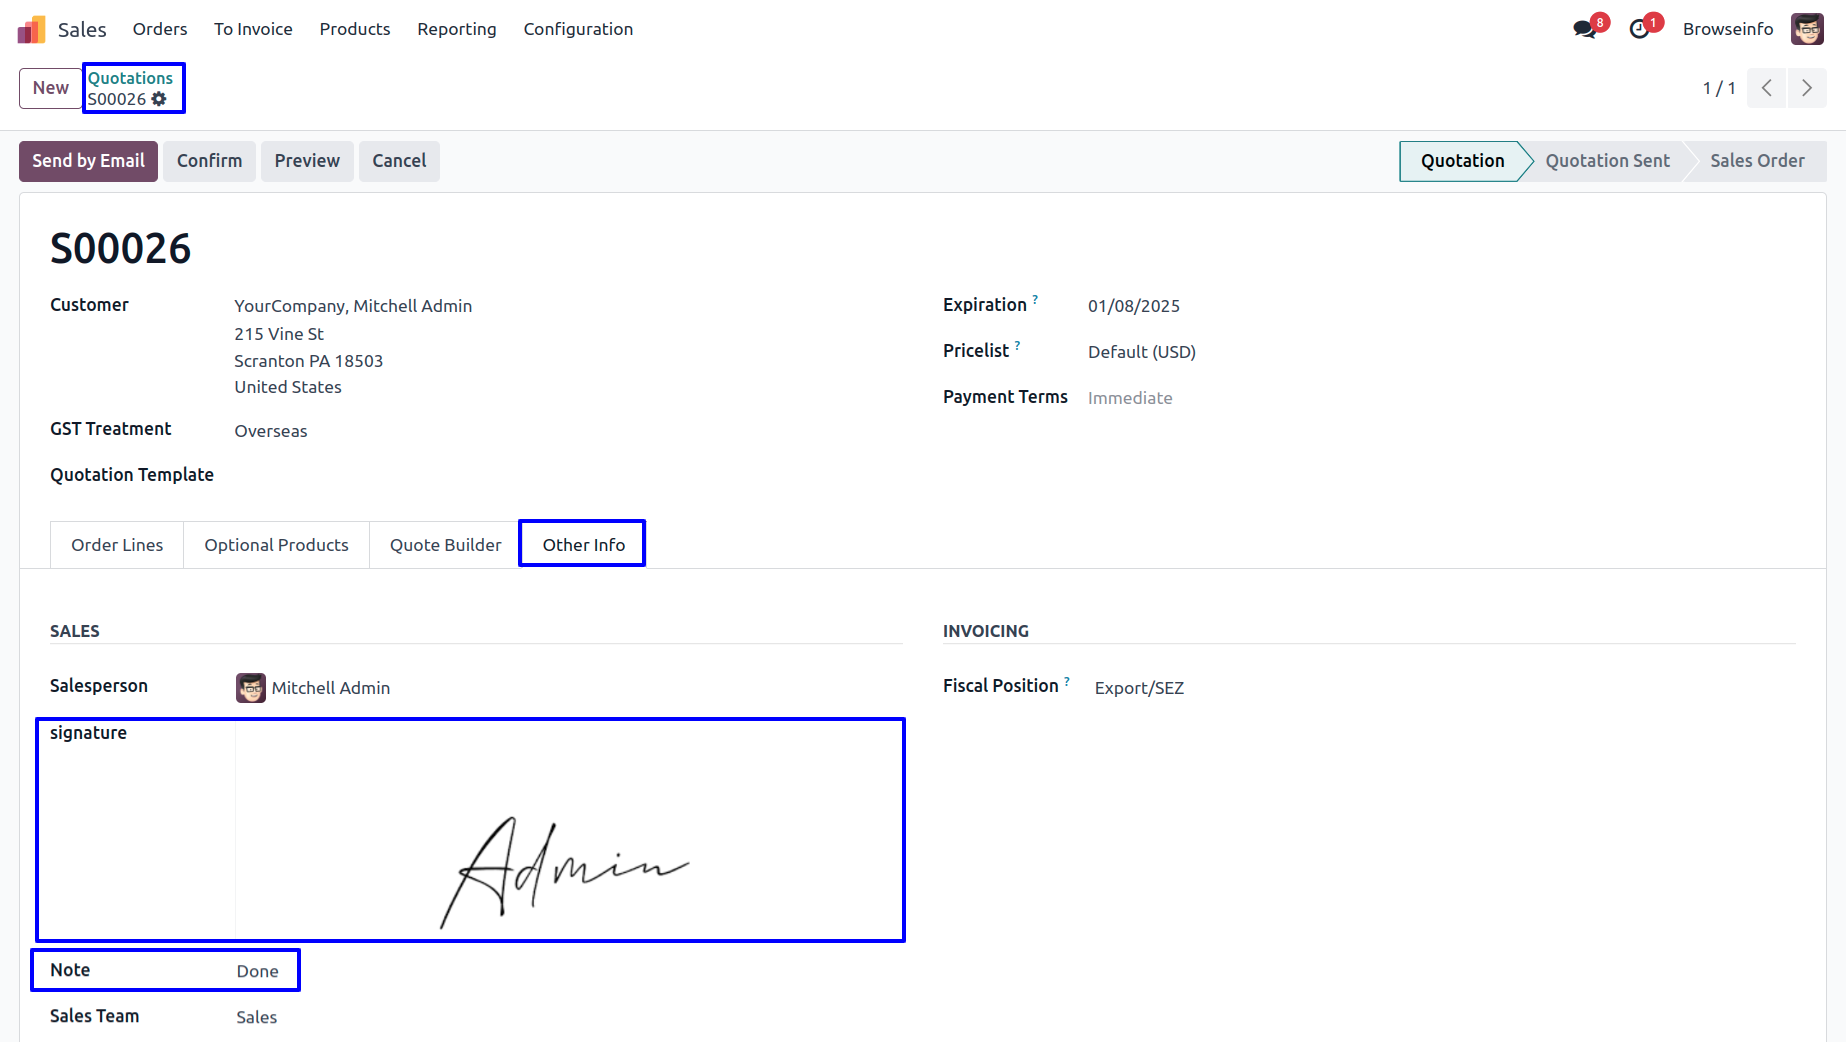 Sales Orders To Invoice Products Reporting Configuration 8 1 Browseinfo
New Quotations 1 / 1
S00026
Send by Email Confirm Preview Cancel Quotation Quotation Sent Sales Order
S00026
Customer YourCompany, Mitchell Admin Expiration ? 01/08/2025
215 Vine St
Scranton PA 18503 Pricelist ? Default (USD)
United States
Payment Terms Immediate
GST Treatment Overseas
Quotation Template
Order Lines Optional Products Quote Builder Other Info
SALES INVOICING
Salesperson Mitchell Admin Fiscal Position ? Export/SEZ
signature
Admin
Note Done
Sales Team Sales